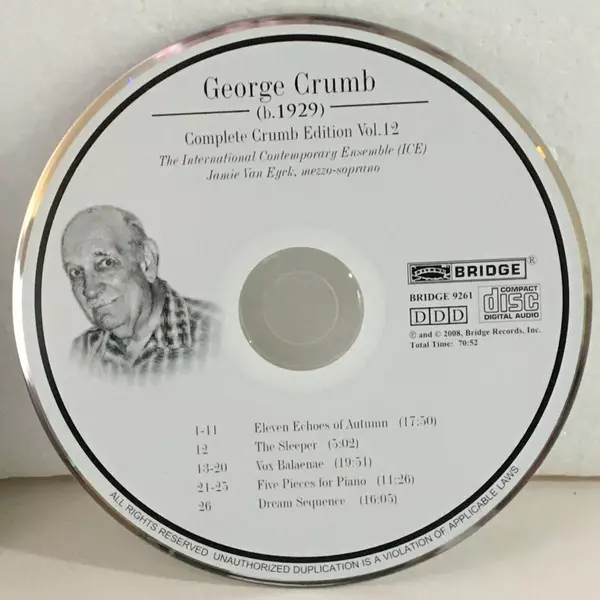 George Crumb
(b.1929)
Complete Crumb Edition Vol.12
The International Contemporary Ensemble (ICE)
Jamie Van Eyck, mezzo-soprano
BRIDGE®
BRIDGE 9261
COMPACT
disc
DIGITAL AUDIO
DDD
℗ and © 2008, Bridge Records, Inc.
Total Time: 70:52
1-11 Eleven Echoes of Autumn (17:50)
12 The Sleeper (5:02)
13-20 Vox Balaenae (19:51)
21-25 Five Pieces for Piano (11:26)
26 Dream Sequence (16:05)
ALL RIGHTS RESERVED UNAUTHORIZED DUPLICATION IS A VIOLATION OF APPLICABLE LAWS